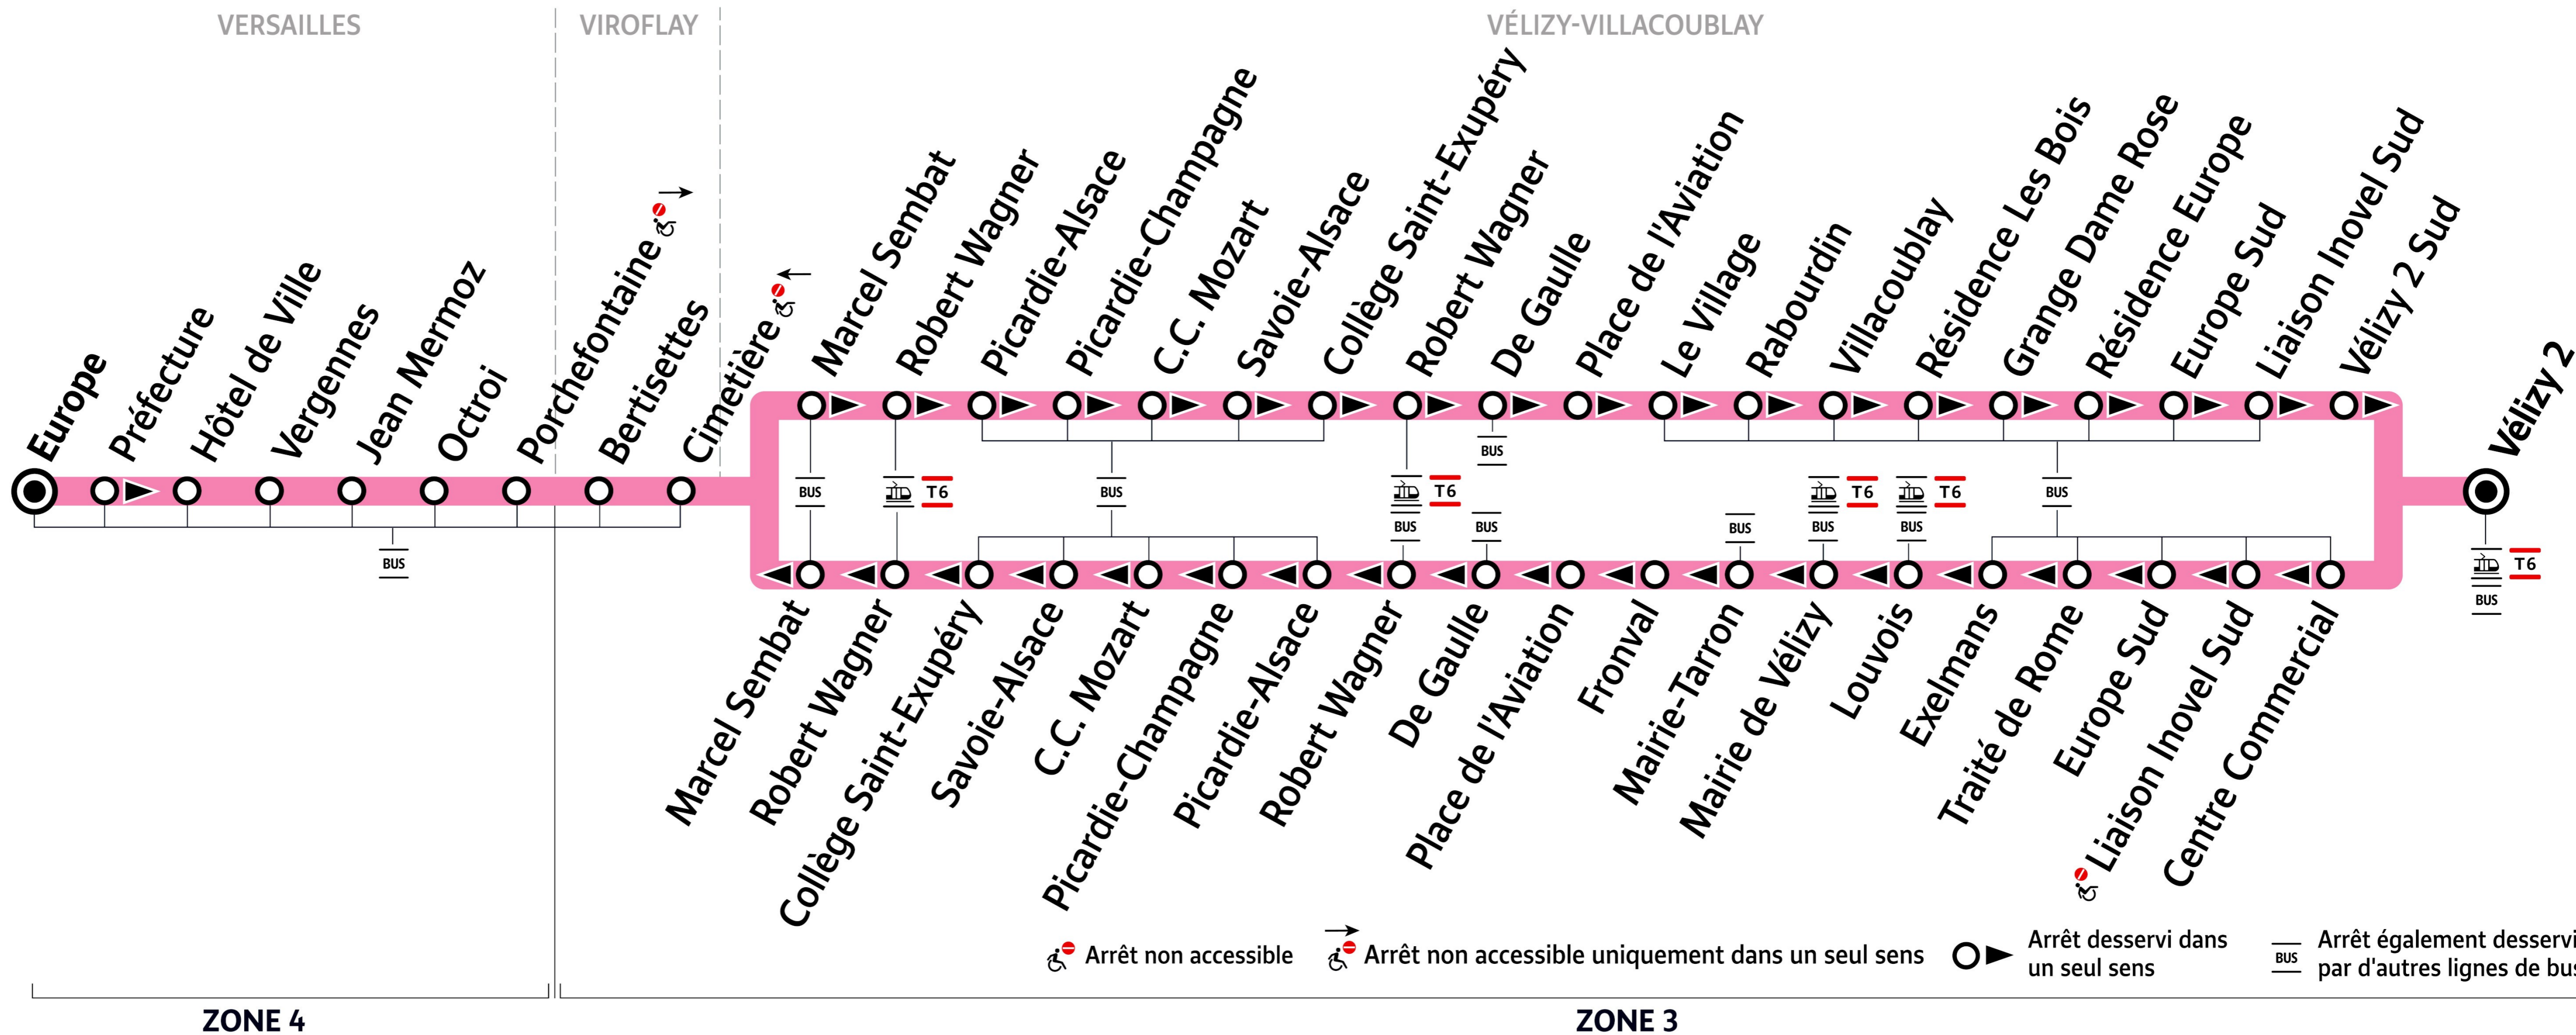 VERSAILLES
VIROFLAY
VÉLIZY-VILLACOUBLAY
Europe
Préfecture
Hôtel de Ville
Vergennes
Jean Mermoz
Octroi
Porchefontaine
Bertisettes
Cimetière
Marcel Sembat
Robert Wagner
Picardie-Alsace
Picardie-Champagne
C.C. Mozart
Savoie-Alsace
Collège Saint-Exupéry
Robert Wagner
De Gaulle
Place de l'Aviation
Le Village
Rabourdin
Villacoublay
Résidence Les Bois
Grange Dame Rose
Résidence Europe
Europe Sud
Liaison Inovel Sud
Vélizy 2 Sud
Vélizy 2
BUS
BUS
T6
BUS
T6
BUS
BUS
BUS
BUS
T6
BUS
T6
BUS
BUS
BUS
T6
BUS
Marcel Sembat
Robert Wagner
Collège Saint-Exupéry
Savoie-Alsace
C.C. Mozart
Picardie-Champagne
Picardie-Alsace
Robert Wagner
De Gaulle
Place de l'Aviation
Fronval
Mairie-Tarron
Mairie de Vélizy
Louvois
Exelmans
Traité de Rome
Europe Sud
Liaison Inovel Sud
Centre Commercial
Arrêt non accessible
Arrêt non accessible uniquement dans un seul sens
Arrêt desservi dans
un seul sens
BUS
Arrêt également desservi
par d'autres lignes de bus
ZONE 4
ZONE 3